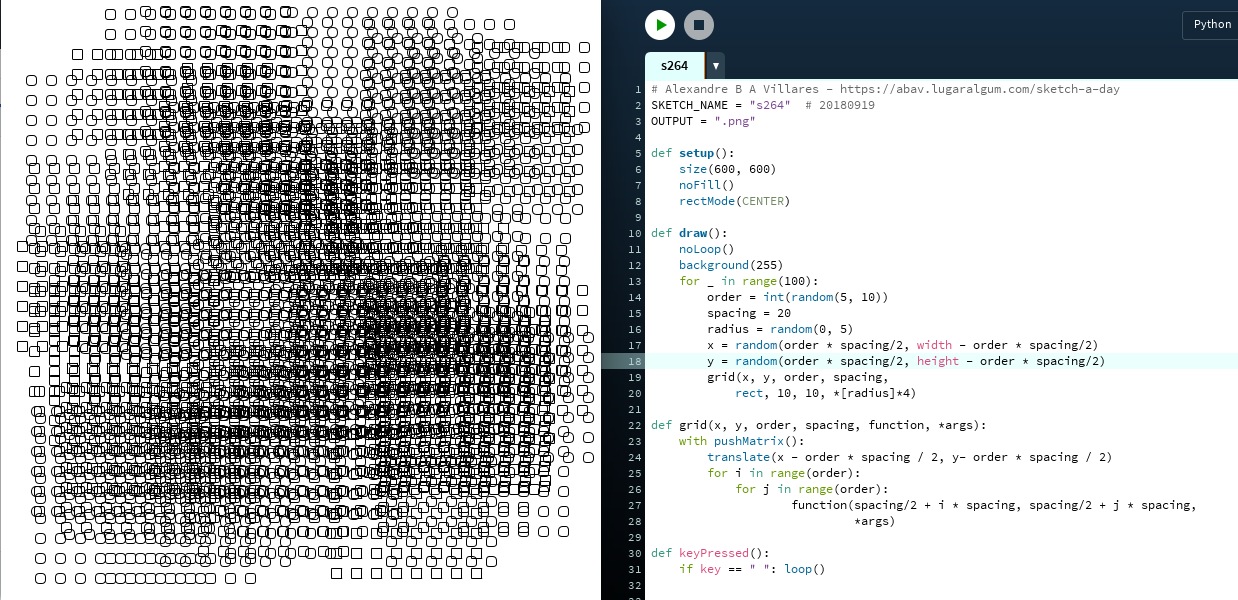 Python
s264 ▼
1 # Alexandre B A Villares – https://abav.lugaralgum.com/sketch-a-day
2 SKETCH_NAME = "s264"  # 20180919
3 OUTPUT = ".png"
4
5 def setup():
6     size(600, 600)
7     noFill()
8     rectMode(CENTER)
9
10 def draw():
11     noLoop()
12     background(255)
13     for _ in range(100):
14         order = int(random(5, 10))
15         spacing = 20
16         radius = random(0, 5)
17         x = random(order * spacing/2, width – order * spacing/2)
18         y = random(order * spacing/2, height – order * spacing/2)
19         grid(x, y, order, spacing,
20             rect, 10, 10, *[radius]*4)
21
22 def grid(x, y, order, spacing, function, *args):
23     with pushMatrix():
24         translate(x – order * spacing / 2, y– order * spacing / 2)
25         for i in range(order):
26             for j in range(order):
27                     function(spacing/2 + i * spacing, spacing/2 + j * spacing,
28                              *args)
29
30 def keyPressed():
31     if key == " ": loop()
32